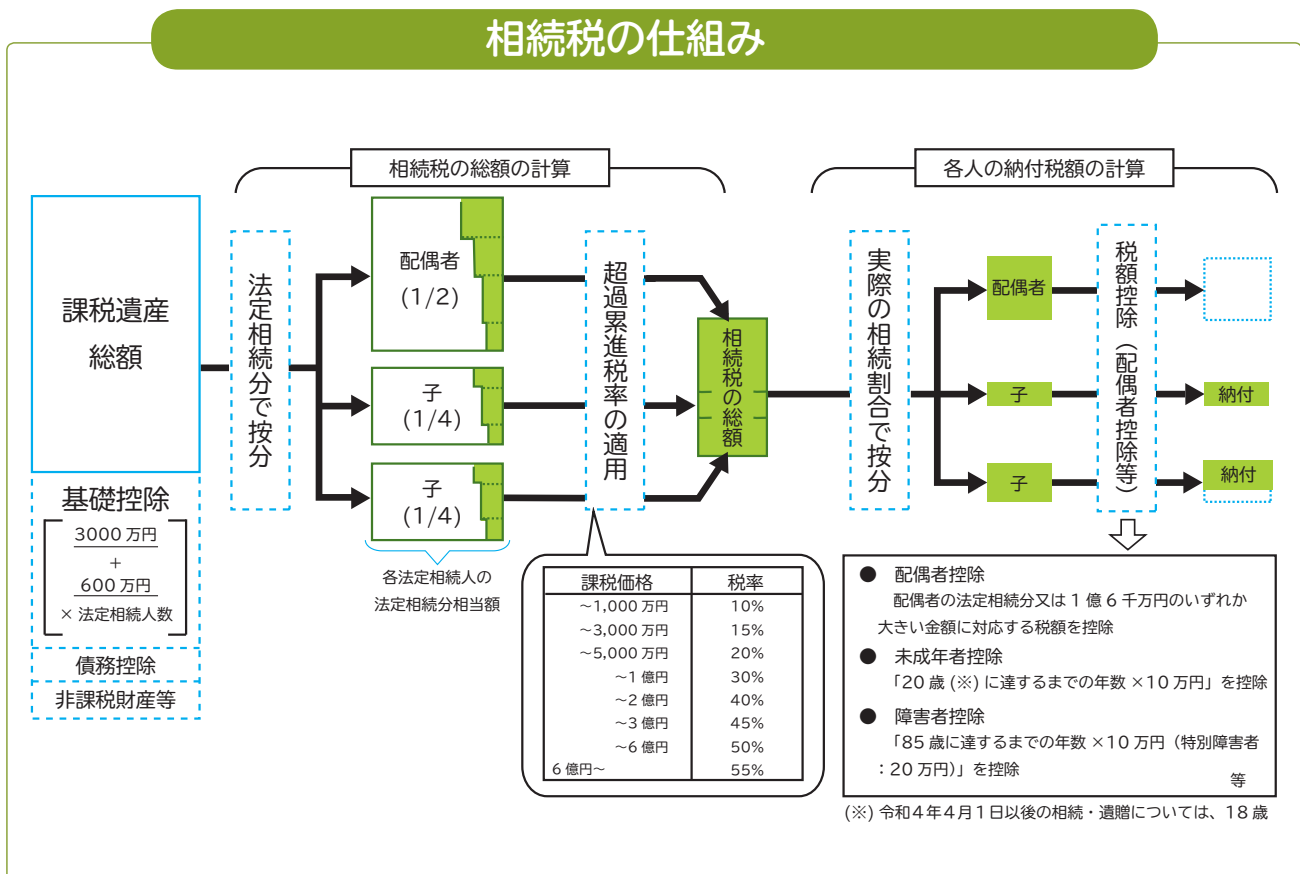 相続税の仕組み
相続税の総額の計算
各人の納付税額の計算
課税遺産
総額
基礎控除
3000万円
+
600万円
× 法定相続人数
債務控除
非課税財産等
法定相続分で按分
配偶者
(1/2)
子
(1/4)
子
(1/4)
各法定相続人の
法定相続分相当額
超過累進税率の適用
課税価格 税率
～1,000万円 10%
～3,000万円 15%
～5,000万円 20%
～1億円 30%
～2億円 40%
～3億円 45%
～6億円 50%
6億円～ 55%
相続税の総額
実際の相続割合で按分
配偶者
子
子
税額控除（配偶者控除等）
納付
納付
● 配偶者控除
配偶者の法定相続分又は1億6千万円のいずれか
大きい金額に対応する税額を控除
● 未成年者控除
「20歳(※)に達するまでの年数×10万円」を控除
● 障害者控除
「85歳に達するまでの年数×10万円（特別障害者
：20万円）」を控除
等
(※) 令和4年4月1日以後の相続・遺贈については、18歳